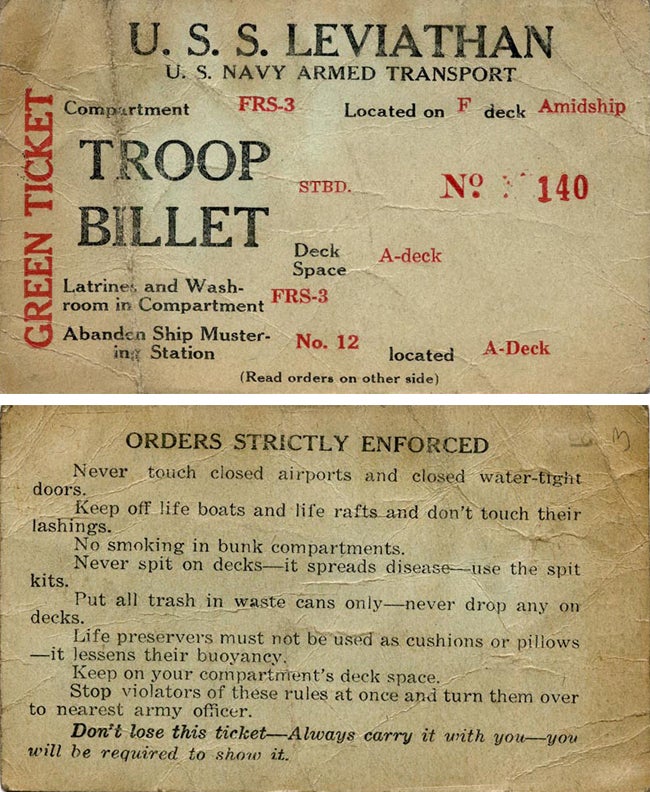 U. S. S. LEVIATHAN
U. S. NAVY ARMED TRANSPORT
GREEN TICKET
Compartment FRS-3 Located on F deck Amidship
TROOP
BILLET
STBD.
Nº 140
Deck
Space A-deck
Latrines and Wash-
room in Compartment FRS-3
Abandon Ship Muster-
ing Station No. 12 located A-Deck
(Read orders on other side)
ORDERS STRICTLY ENFORCED
Never touch closed airports and closed water-tight
doors.
Keep off life boats and life rafts and don't touch their
lashings.
No smoking in bunk compartments.
Never spit on decks—it spreads disease—use the spit
kits.
Put all trash in waste cans only—never drop any on
decks.
Life preservers must not be used as cushions or pillows
—it lessens their buoyancy.
Keep on your compartment's deck space.
Stop violators of these rules at once and turn them over
to nearest army officer.
Don't lose this ticket—Always carry it with you—you
will be required to show it.